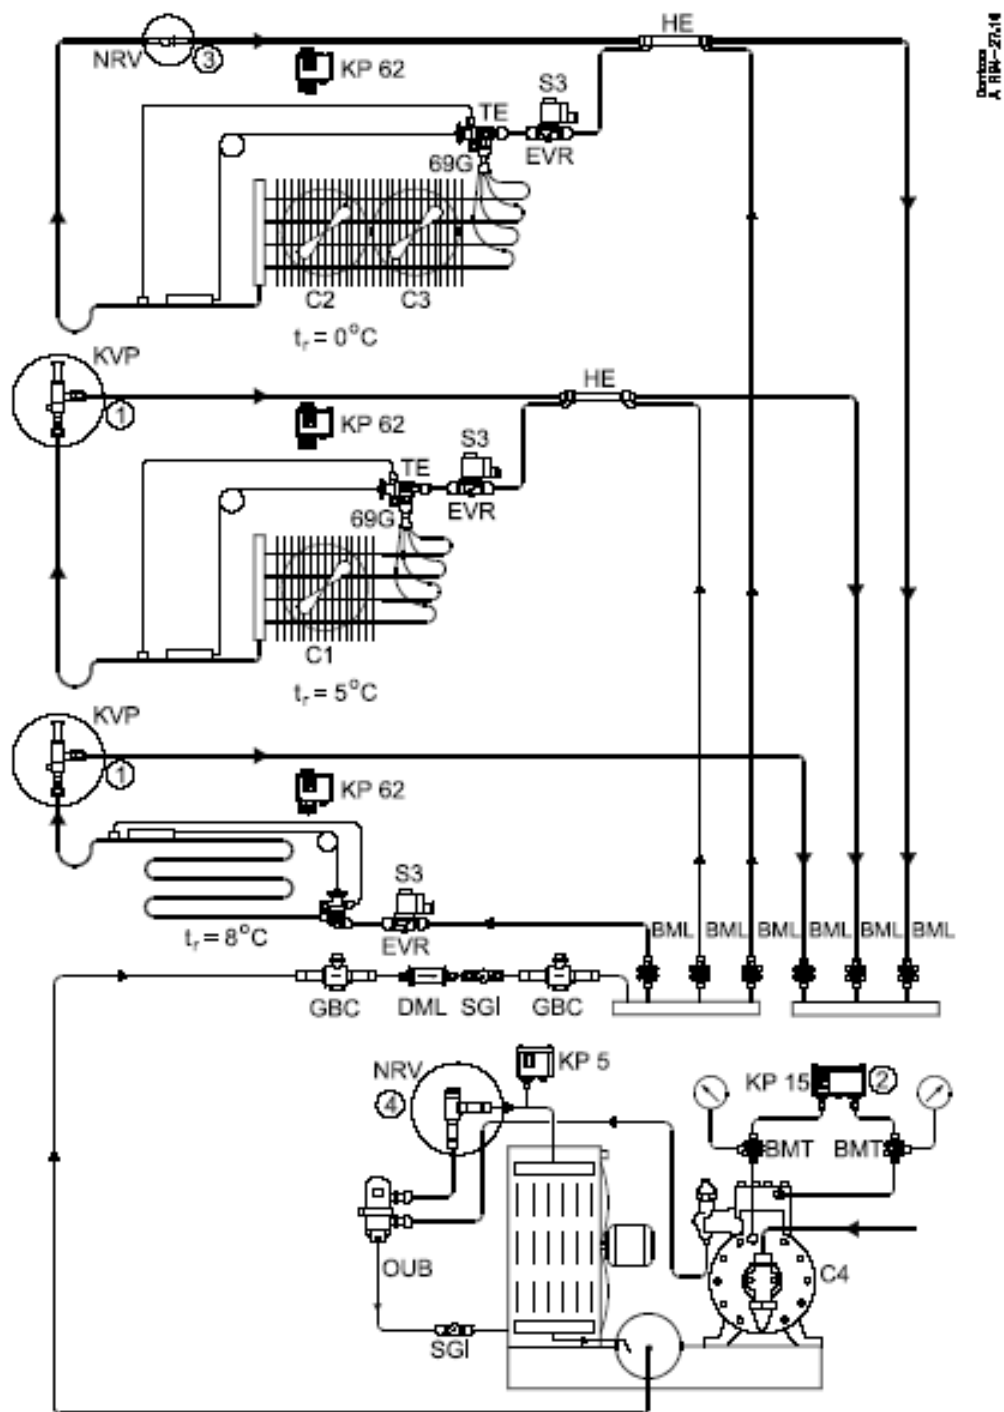 HE
NRV
3
KP 62
S3
TE
EVR
69G
C2
C3
tᵣ = 0°C
KVP
1
HE
KP 62
S3
TE
EVR
69G
C1
tᵣ = 5°C
KVP
1
KP 62
S3
EVR
tᵣ = 8°C
BML
BML
BML
BML
BML
BML
GBC
DML
SGI
GBC
NRV
4
KP 5
KP 15
2
BMT
BMT
OUB
C4
SGI
Danfoss